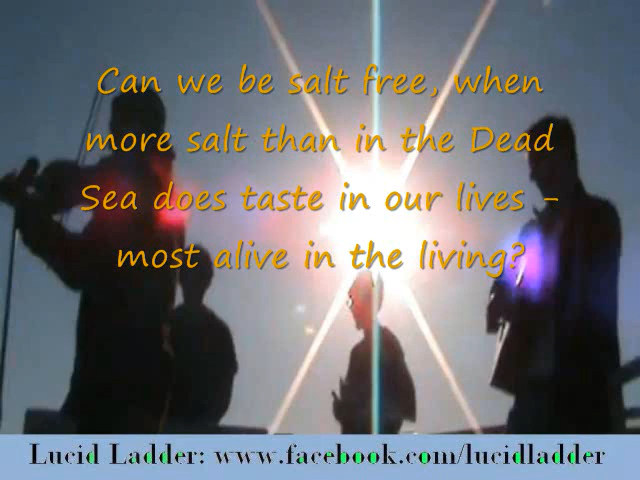 Can we be salt free, when
more salt than in the Dead
Sea does taste in our lives -
most alive in the living?
Lucid Ladder: www.facebook.com/lucidladder